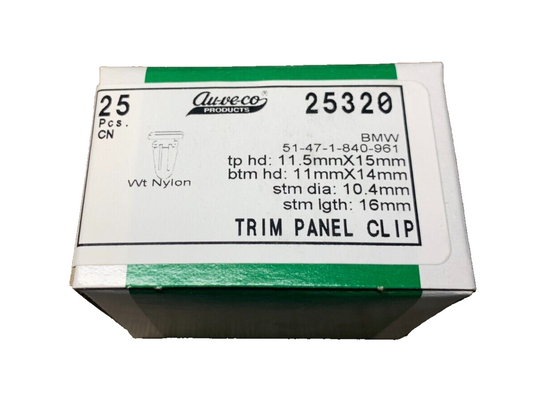 25
Pcs.
CN
Au-ve-co
PRODUCTS
25320
BMW
51-47-1-840-961
tp hd: 11.5mmX15mm
btm hd: 11mmX14mm
stm dia: 10.4mm
stm lgth: 16mm
Wt Nylon
TRIM PANEL CLIP